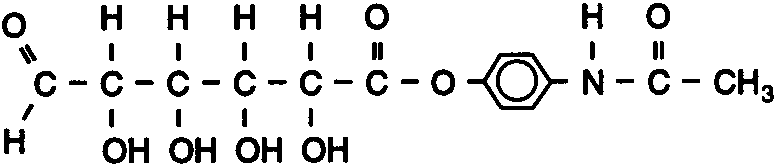 O H H H H O H O
C - C - C - C - C - C - O - N - C - CH3
H OH OH OH OH